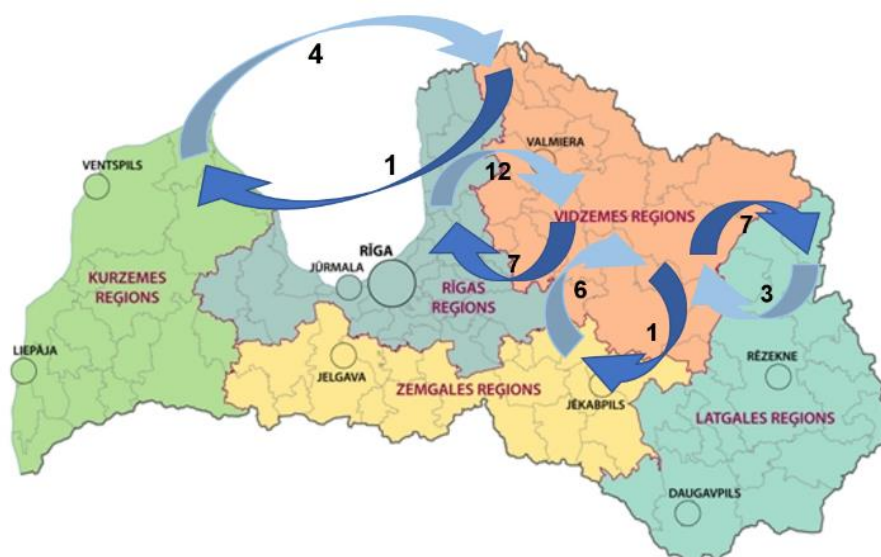 4
VALMIERA
1
12
VENTSPILS
VIDZEMES REĢIONS
7
RĪGA
JŪRMALA
KURZEMES
REĢIONS
7
RĪGAS
REĢIONS
6
3
1
LIEPĀJA
JELGAVA
ZEMGALES REĢIONS
RĒZEKNE
JĒKABPILS
LATGALES REĢIONS
DAUGAVPILS